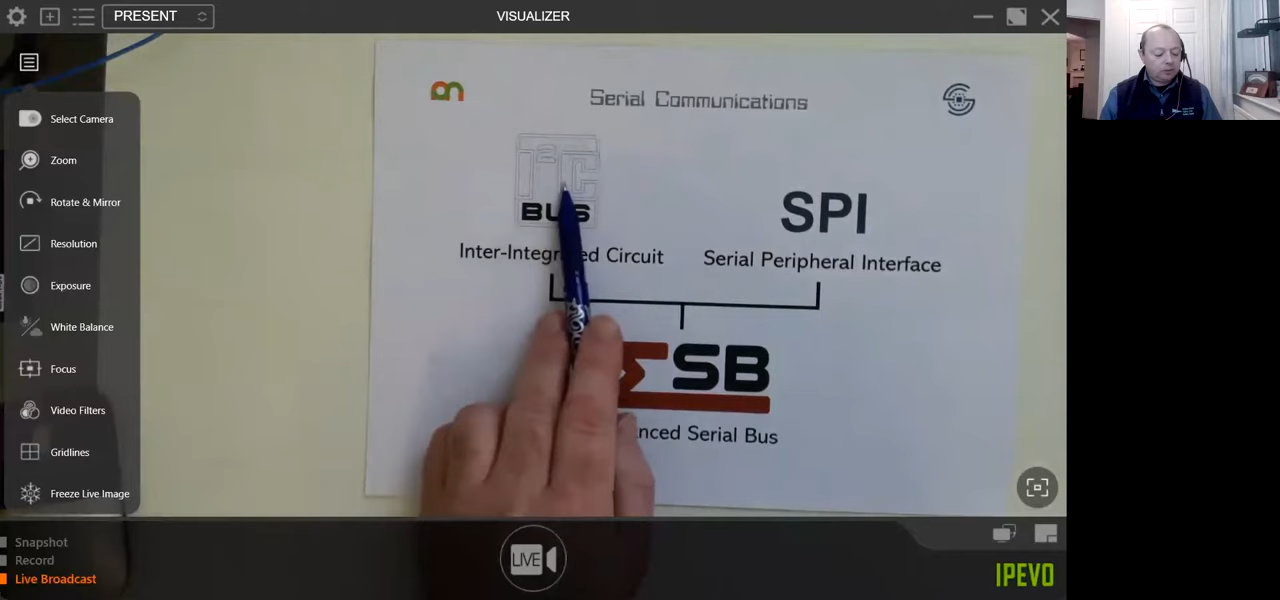 PRESENT
VISUALIZER
Select Camera
Zoom
Rotate & Mirror
Resolution
Exposure
White Balance
Focus
Video Filters
Gridlines
Freeze Live Image
Serial Communications
I²C
BUS
Inter-Integ ed Circuit
SPI
Serial Peripheral Interface
SB
nced Serial Bus
Snapshot
Record
Live Broadcast
LIVE
IPEVO